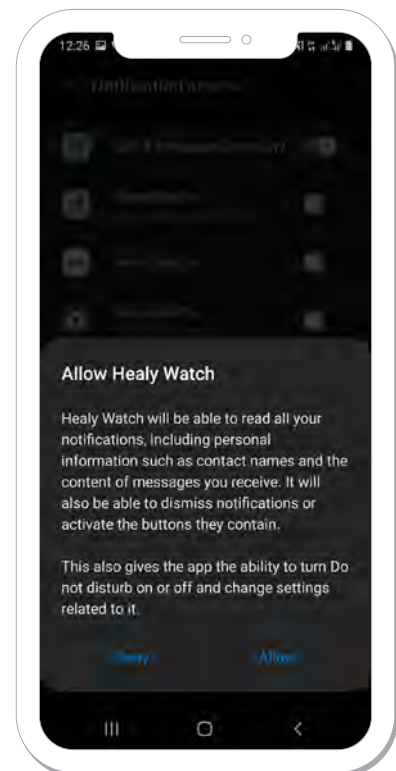 12:26
Notification access
Allow Healy Watch
Healy Watch will be able to read all your
notifications, including personal
information such as contact names and the
content of messages you receive. It will
also be able to dismiss notifications or
activate the buttons they contain.
This also gives the app the ability to turn Do
not disturb on or off and change settings
related to it.
Deny
Allow